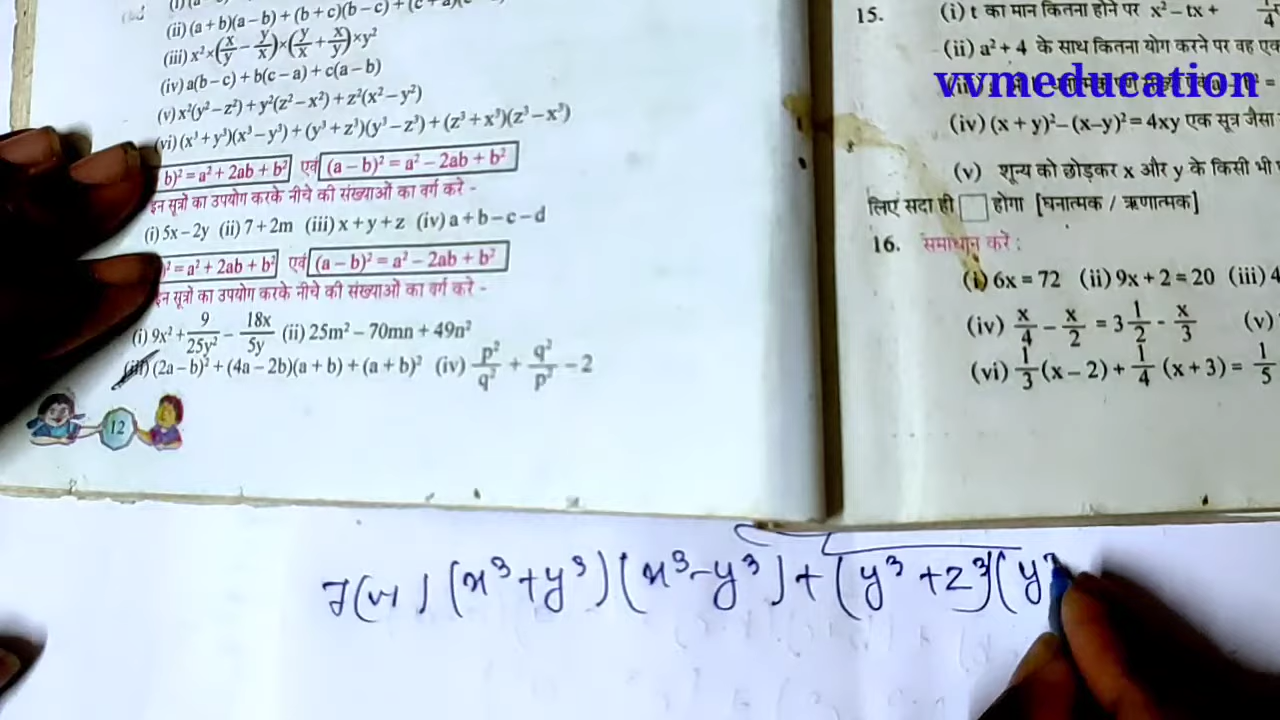 (ii) (a + b)(a − b) + (b + c)(b − c) + (c + a)(c
(iii) x² × (x/y − y/x) × (y/x + x/y) × y²
(iv) a(b − c) + b(c − a) + c(a − b)
(v) x²(y² − z²) + y²(z² − x²) + z²(x² − y²)
(vi) (x³ + y³)(x³ − y³) + (y³ + z³)(y³ − z³) + (z³ + x³)(z³ − x³)
b)² = a² + 2ab + b² एवं (a − b)² = a² − 2ab + b²
इन सूत्रों का उपयोग करके नीचे की संख्याओं का वर्ग करे -
(i) 5x − 2y (ii) 7 + 2m (iii) x + y + z (iv) a + b − c − d
)² = a² + 2ab + b² एवं (a − b)² = a² − 2ab + b²
इन सूत्रों का उपयोग करके नीचे की संख्याओं का वर्ग करे -
(i) 9x² + 9/25y² − 18x/5y (ii) 25m² − 70mn + 49n²
(iii) (2a − b)² + (4a − 2b)(a + b) + (a + b)² (iv) p²/q² + q²/p² − 2
12
15. (i) t का मान कितना होने पर x² − tx + 1/4
(ii) a² + 4 के साथ कितना योग करने पर वह एक
vvmeducation
(iv) (x + y)² − (x−y)² = 4xy एक सूत्र जैसा
(v) शून्य को छोड़कर x और y के किसी भी
लिए सदा ही □ होगा [घनात्मक / ऋणात्मक]
16. समाधान करें :
(i) 6x = 72 (ii) 9x + 2 = 20 (iii) 4
(iv) x/4 − x/2 = 3 1/2 − x/3 (v)
(vi) 1/3 (x − 2) + 1/4 (x + 3) = 1/5
7(vi) (x³ + y³) (x³ − y³) + (y³ + z³) (y³